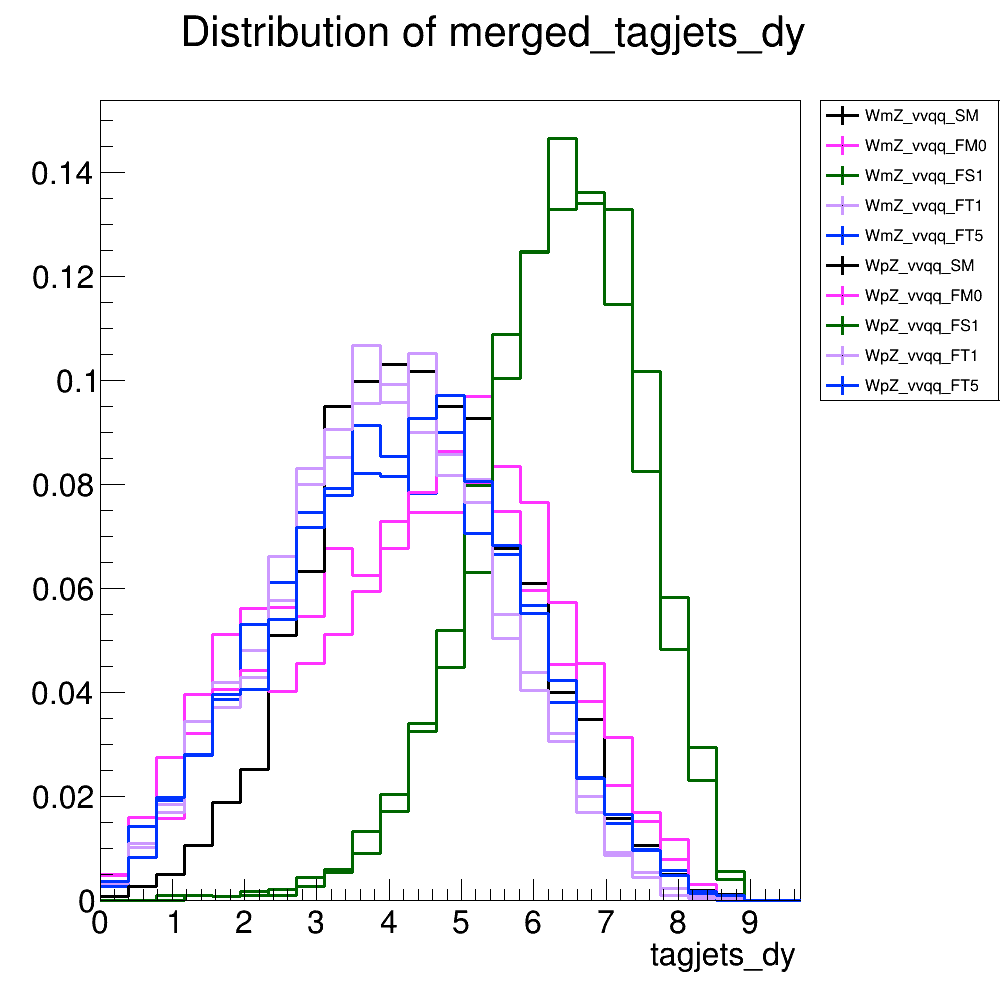 Distribution of merged_tagjets_dy
WmZ_vvqq_SM
WmZ_vvqq_FM0
WmZ_vvqq_FS1
WmZ_vvqq_FT1
WmZ_vvqq_FT5
WpZ_vvqq_SM
WpZ_vvqq_FM0
WpZ_vvqq_FS1
WpZ_vvqq_FT1
WpZ_vvqq_FT5
0.14
0.12
0.1
0.08
0.06
0.04
0.02
0
0 1 2 3 4 5 6 7 8 9
tagjets_dy